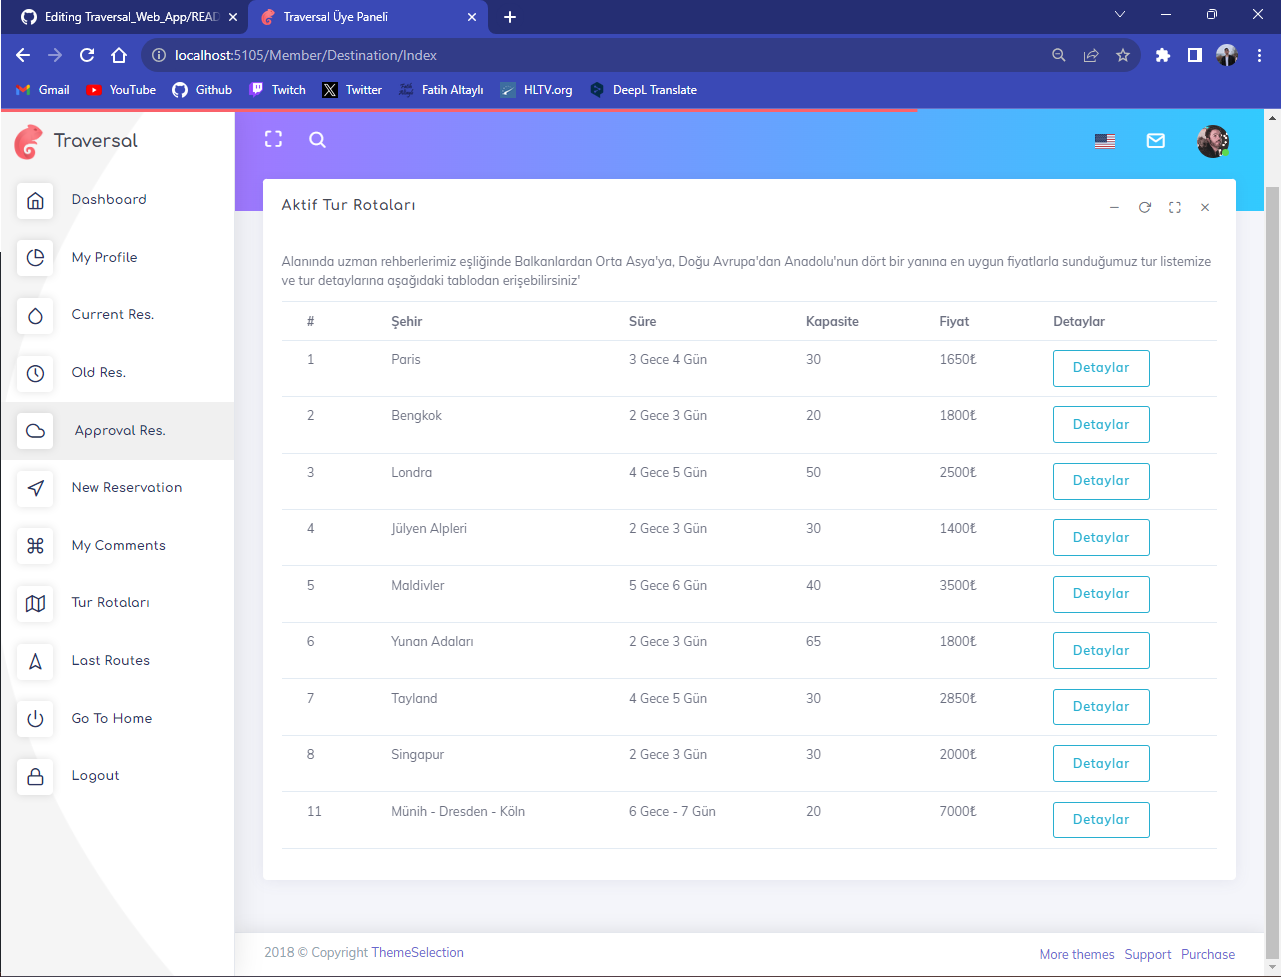 Editing Traversal_Web_App/READ
Traversal Üye Paneli
localhost:5105/Member/Destination/Index
Gmail YouTube Github Twitch Twitter Fatih Altaylı HLTV.org DeepL Translate
Traversal
Dashboard
My Profile
Current Res.
Old Res.
Approval Res.
New Reservation
My Comments
Tur Rotaları
Last Routes
Go To Home
Logout
Aktif Tur Rotaları
Alanında uzman rehberlerimiz eşliğinde Balkanlardan Orta Asya'ya, Doğu Avrupa'dan Anadolu'nun dört bir yanına en uygun fiyatlarla sunduğumuz tur listemize
ve tur detaylarına aşağıdaki tablodan erişebilirsiniz'
# Şehir Süre Kapasite Fiyat Detaylar
1 Paris 3 Gece 4 Gün 30 1650₺ Detaylar
2 Bengkok 2 Gece 3 Gün 20 1800₺ Detaylar
3 Londra 4 Gece 5 Gün 50 2500₺ Detaylar
4 Jülyen Alpleri 2 Gece 3 Gün 30 1400₺ Detaylar
5 Maldivler 5 Gece 6 Gün 40 3500₺ Detaylar
6 Yunan Adaları 2 Gece 3 Gün 65 1800₺ Detaylar
7 Tayland 4 Gece 5 Gün 30 2850₺ Detaylar
8 Singapur 2 Gece 3 Gün 30 2000₺ Detaylar
11 Münih - Dresden - Köln 6 Gece - 7 Gün 20 7000₺ Detaylar
2018 © Copyright ThemeSelection
More themes Support Purchase